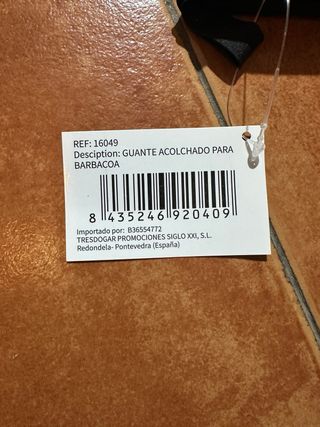 REF: 16049
Desciption: GUANTE ACOLCHADO PARA
BARBACOA
8 435246 920409
Importado por: B36554772
TRESDOGAR PROMOCIONES SIGLO XXI, S.L.
Redondela- Pontevedra (España)